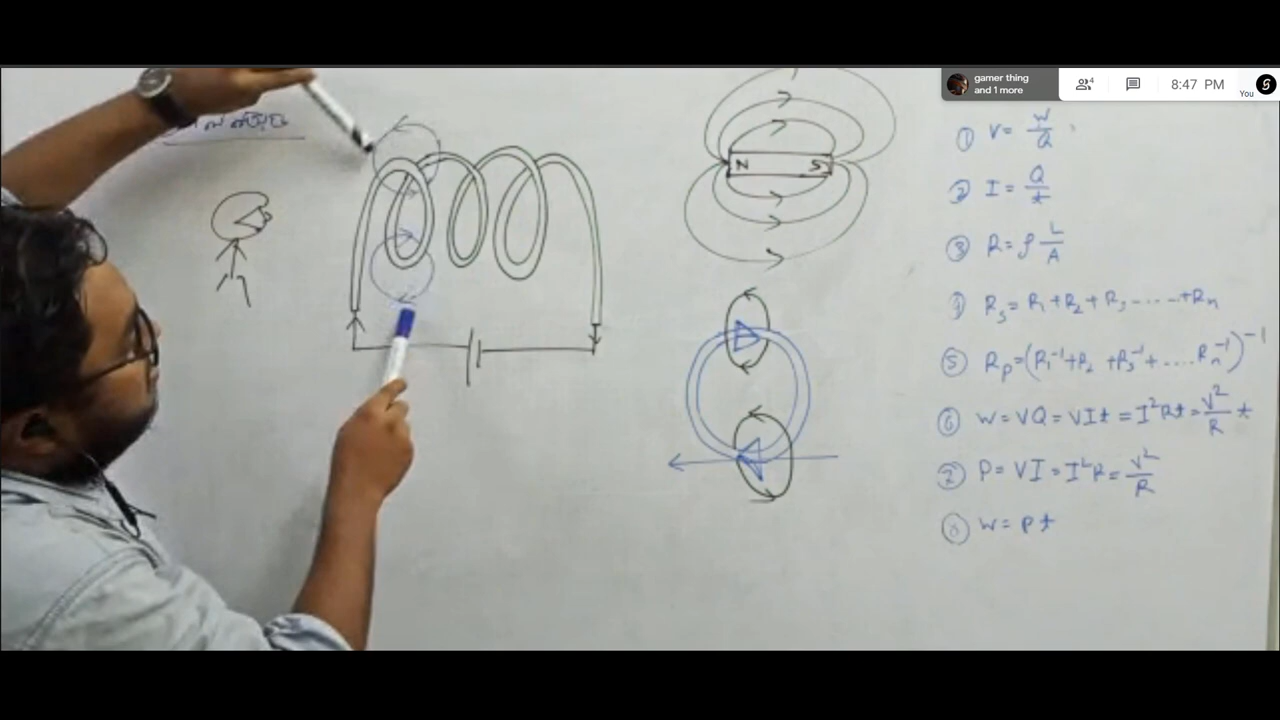 garner thing
and 1 more
4
8:47 PM
You
N S
① V = W/Q
② I = Q/t
③ R = ρ L/A
④ Rs = R1 + R2 + R3 ..... + Rn
⑤ Rp = (R1⁻¹ + R2 + R3⁻¹ + .... Rn⁻¹)⁻¹
⑥ W = VQ = VIt = I²Rt = V²/R t
⑦ P = VI = I²R = V²/R
⑧ W = Pt